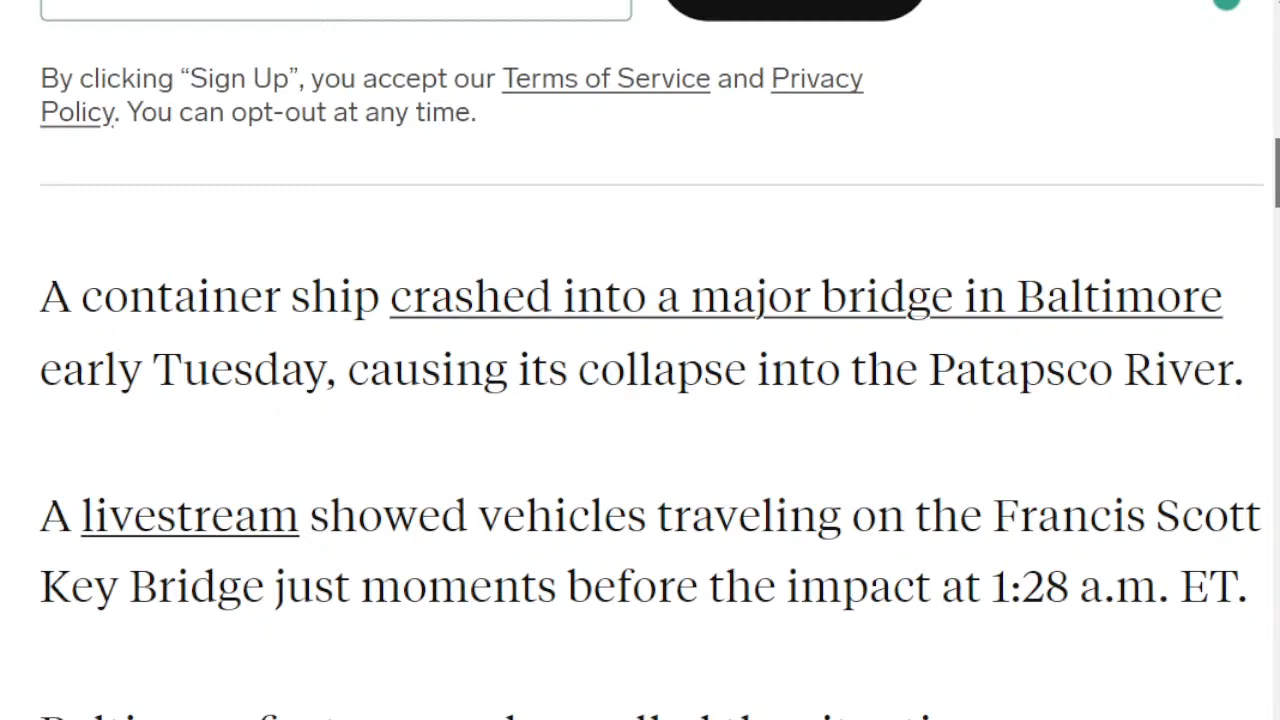 By clicking “Sign Up”, you accept our Terms of Service and Privacy
Policy. You can opt-out at any time.
A container ship crashed into a major bridge in Baltimore
early Tuesday, causing its collapse into the Patapsco River.
A livestream showed vehicles traveling on the Francis Scott
Key Bridge just moments before the impact at 1:28 a.m. ET.